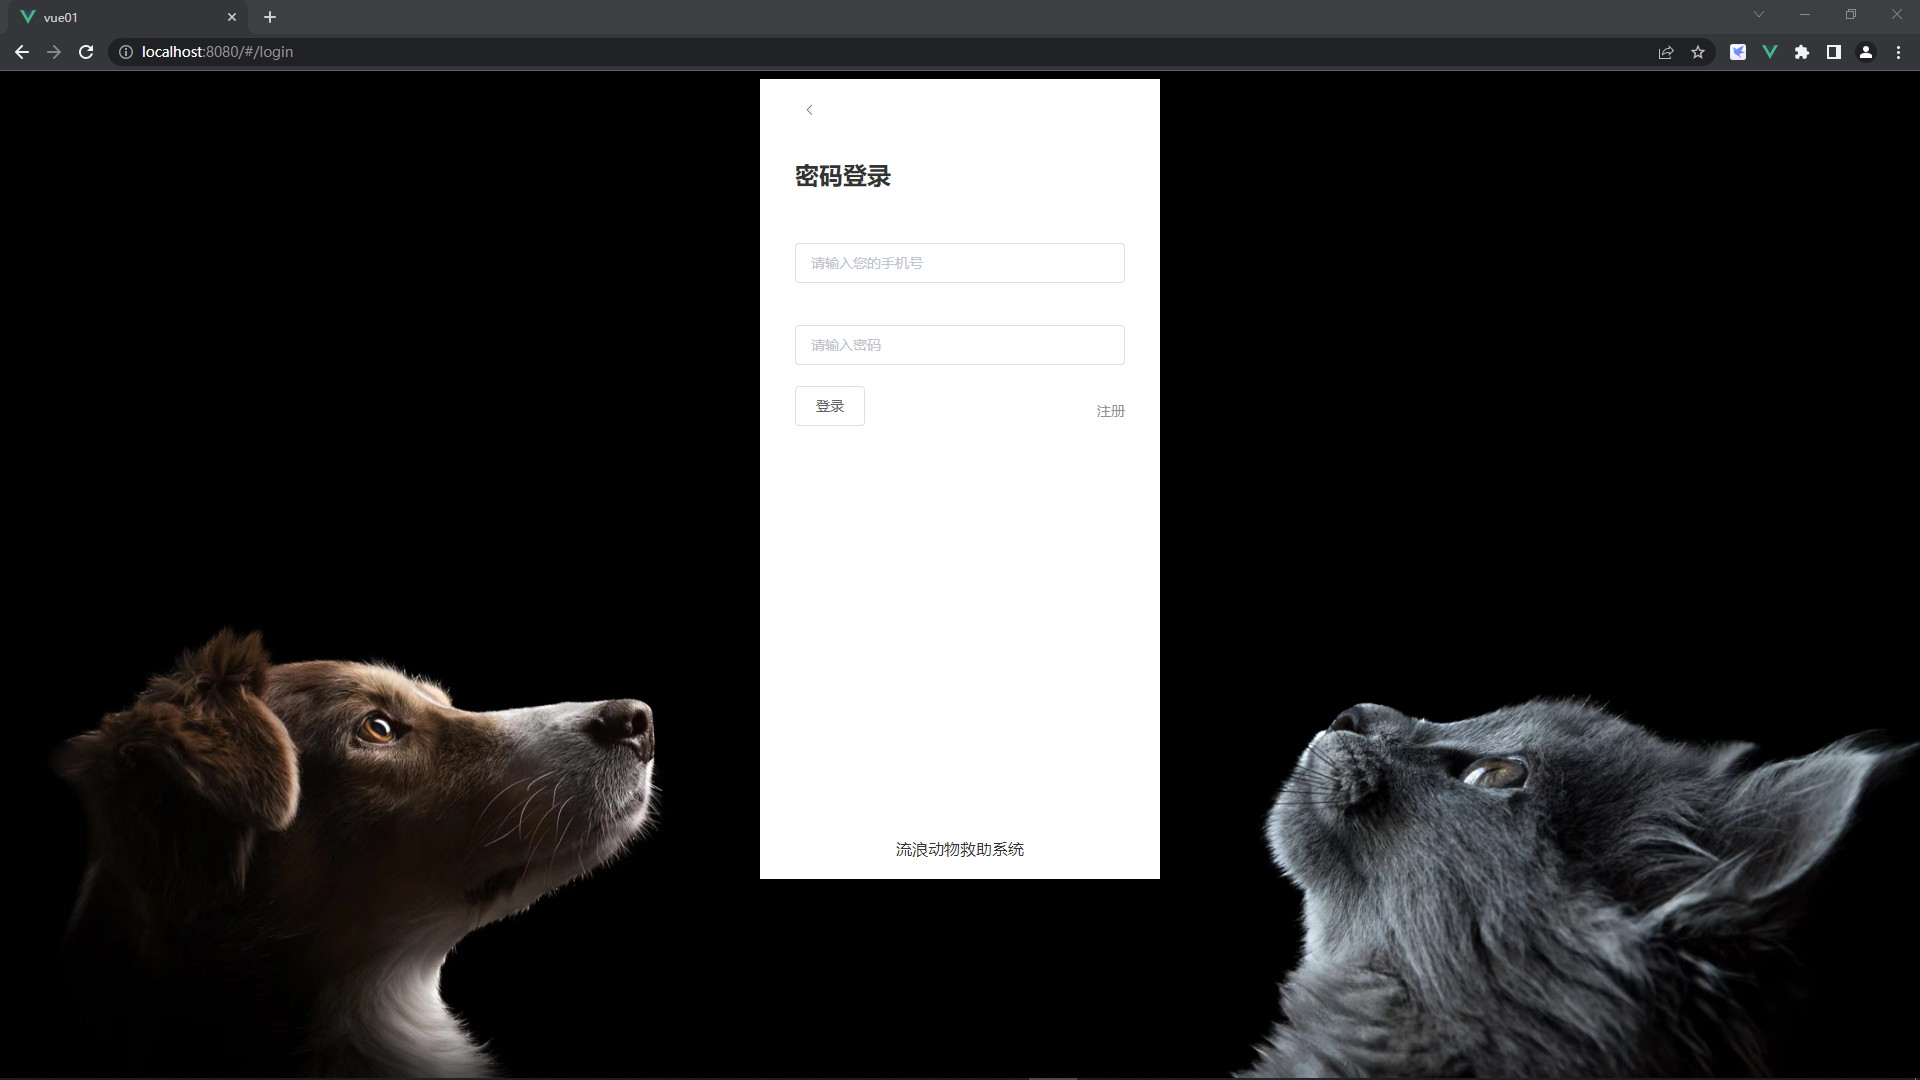 vue01
localhost:8080/#/login
密码登录
请输入您的手机号
请输入密码
登录
注册
流浪动物救助系统